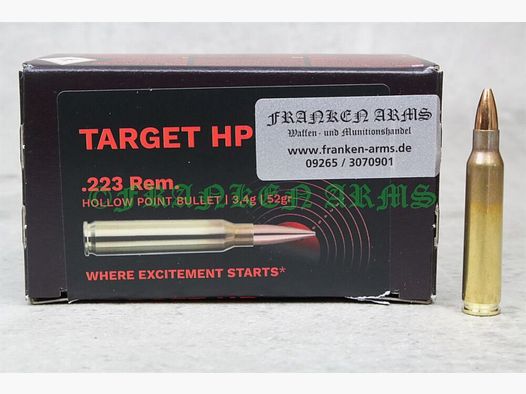 TARGET HP
.223 Rem.
HOLLOW POINT BULLET | 3,4g | 52gr
WHERE EXCITEMENT STARTS*
FRANKEN ARMS
Waffen- und Munitionshandel
www.franken-arms.de
09265 / 3070901
FRANKEN ARMS